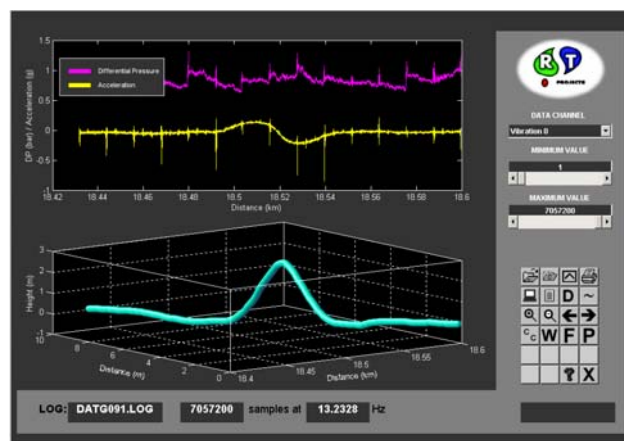 1.5
1
0.5
0
-0.5
-1
DP (bar) / Acceleration (g)
Differential Pressure
Acceleration
18.42 18.44 18.46 18.48 18.5 18.52 18.54 18.56 18.58 18.6
Distance (km)
3
2
1
0
-1
Height (m)
10 8 6 4 2 0
Distance (m)
18.4 18.45 18.5 18.55 18.6
Distance (km)
R T
PROJECTS
DATA CHANNEL
Vibration 8
MINIMUM VALUE
1
MAXIMUM VALUE
7057200
D ~
C C W F P
? X
LOG: DATG091.LOG 7057200 samples at 13.2328 Hz